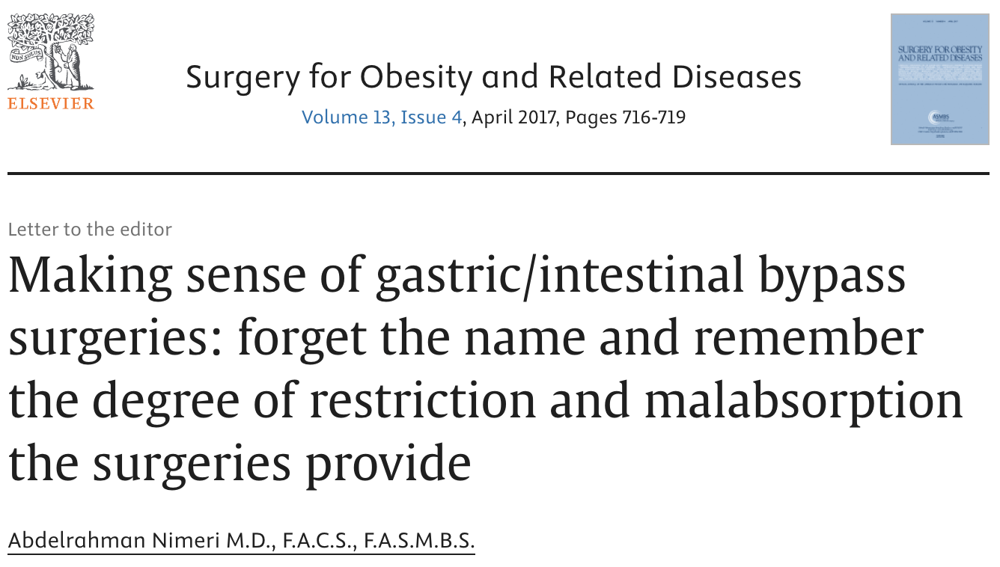 NON SOLUS
ELSEVIER
Surgery for Obesity and Related Diseases
Volume 13, Issue 4, April 2017, Pages 716-719
SURGERY FOR OBESITY
AND RELATED DISEASES
ASMBS
Letter to the editor
Making sense of gastric/intestinal bypass
surgeries: forget the name and remember
the degree of restriction and malabsorption
the surgeries provide
Abdelrahman Nimeri M.D., F.A.C.S., F.A.S.M.B.S.